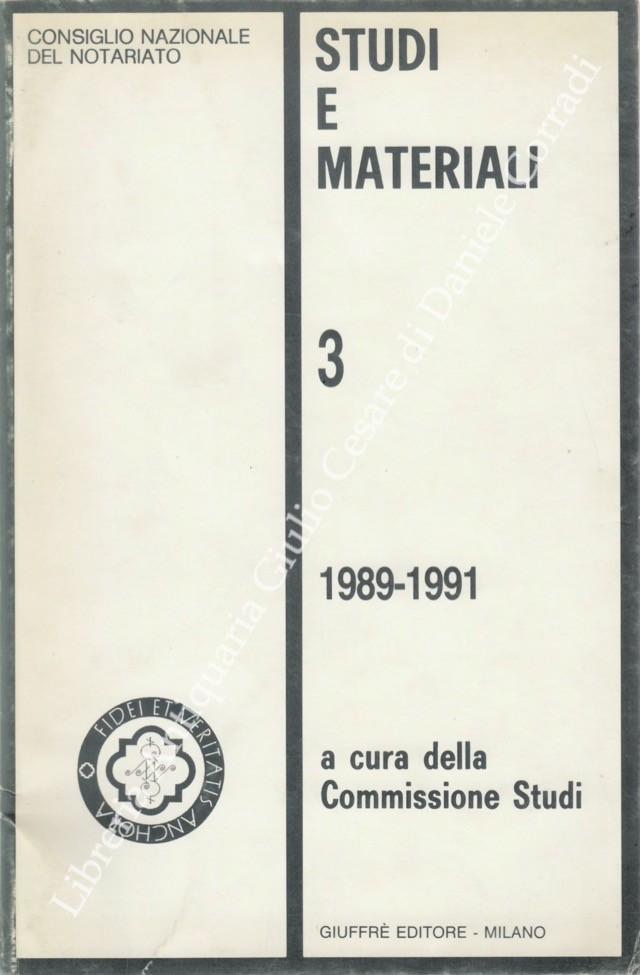 CONSIGLIO NAZIONALE
DEL NOTARIATO
STUDI
E
MATERIALI
3
1989-1991
a cura della
Commissione Studi
GIUFFRÈ EDITORE - MILANO
FIDEI ET VERITATIS ANCHORA
Libreria Antiquaria Giulio Cesare di Daniele Corradi